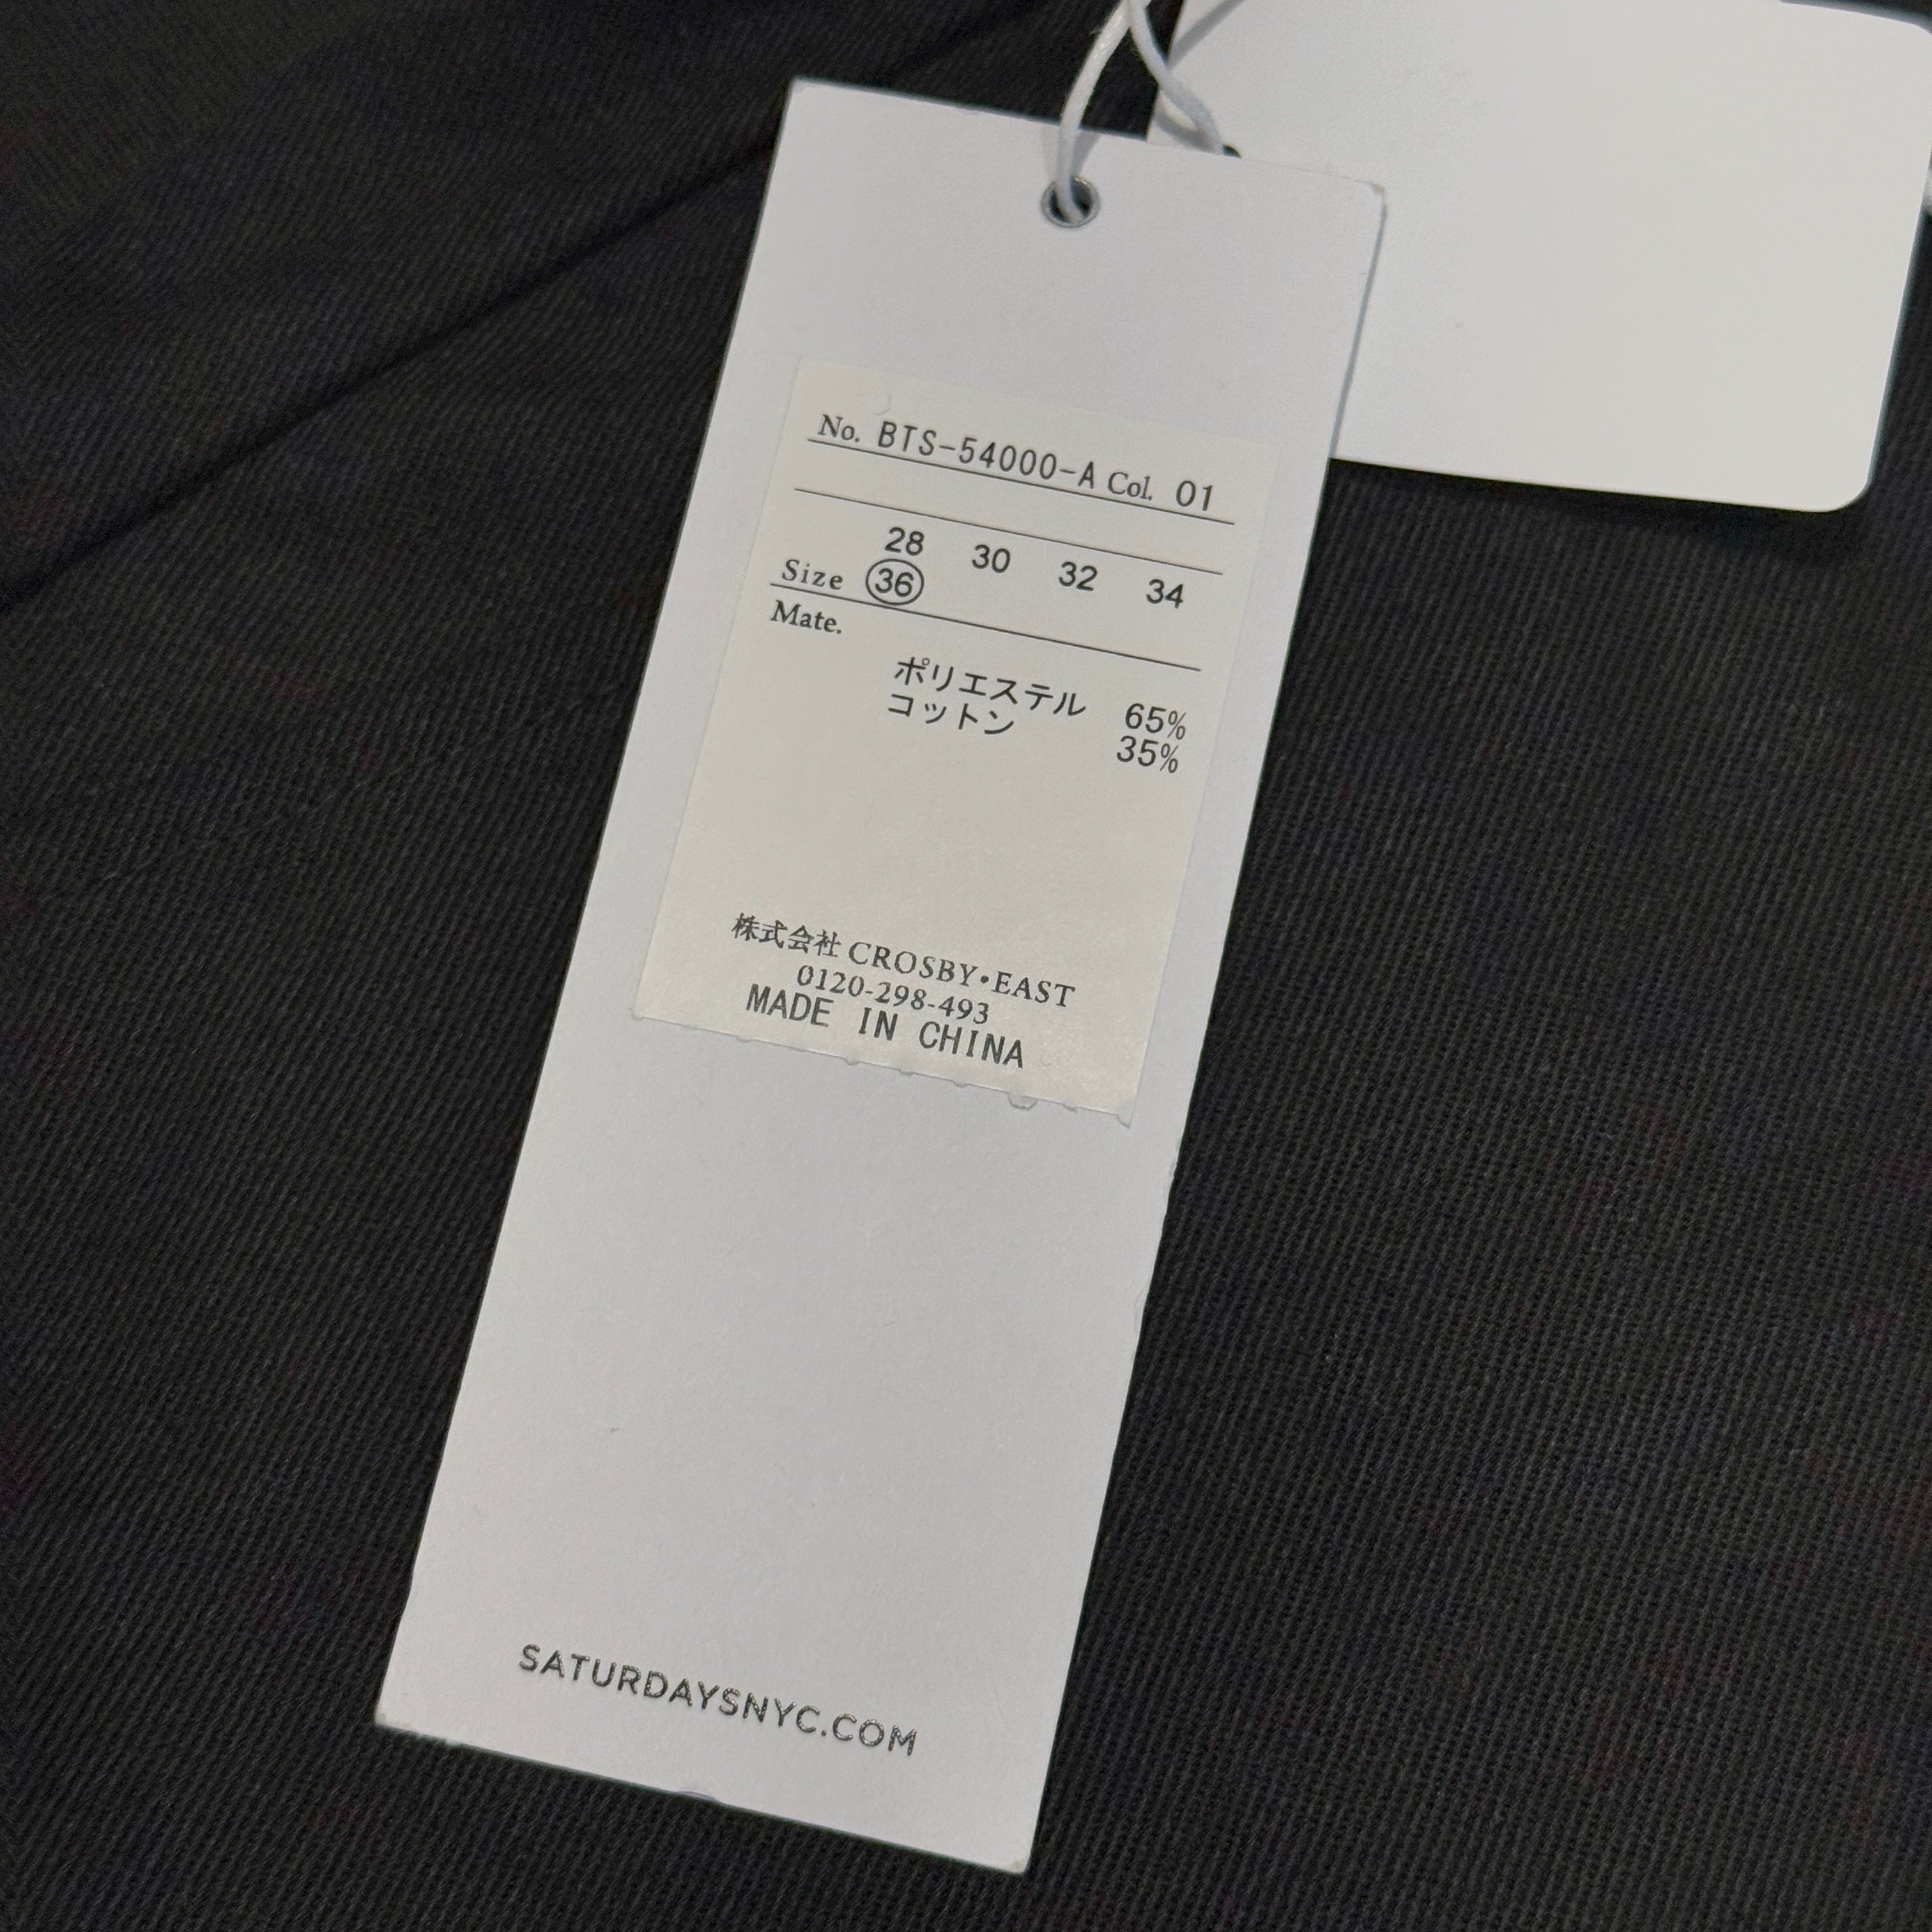 No. BTS-54000-A Col. 01
28 30 32 34
Size 36
Mate.
ポリエステル 65%
コットン 35%
株式会社 CROSBY・EAST
0120-298-493
MADE IN CHINA
SATURDAYSNYC.COM